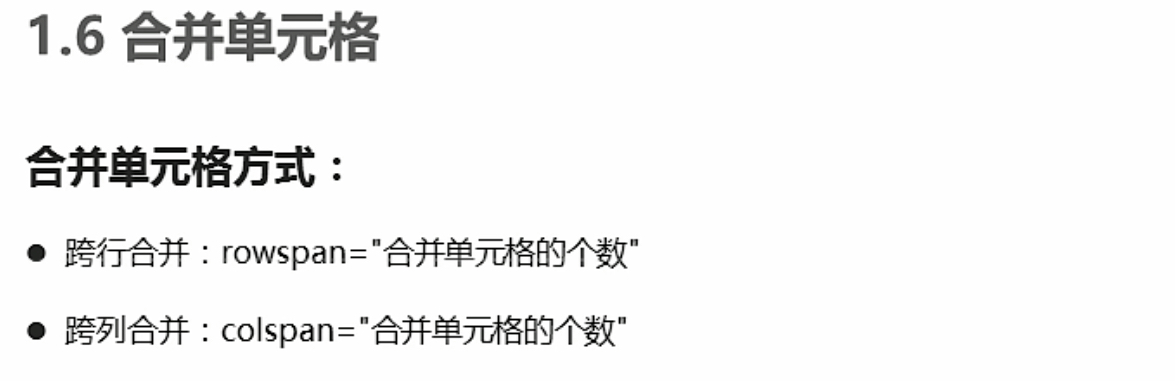 1.6 合并单元格
合并单元格方式：
● 跨行合并：rowspan="合并单元格的个数"
● 跨列合并：colspan="合并单元格的个数"